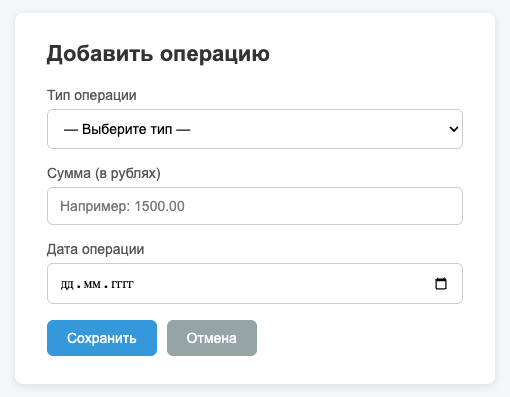 Добавить операцию
Тип операции
— Выберите тип —
Сумма (в рублях)
Например: 1500.00
Дата операции
дд.мм.гггг
Сохранить Отмена